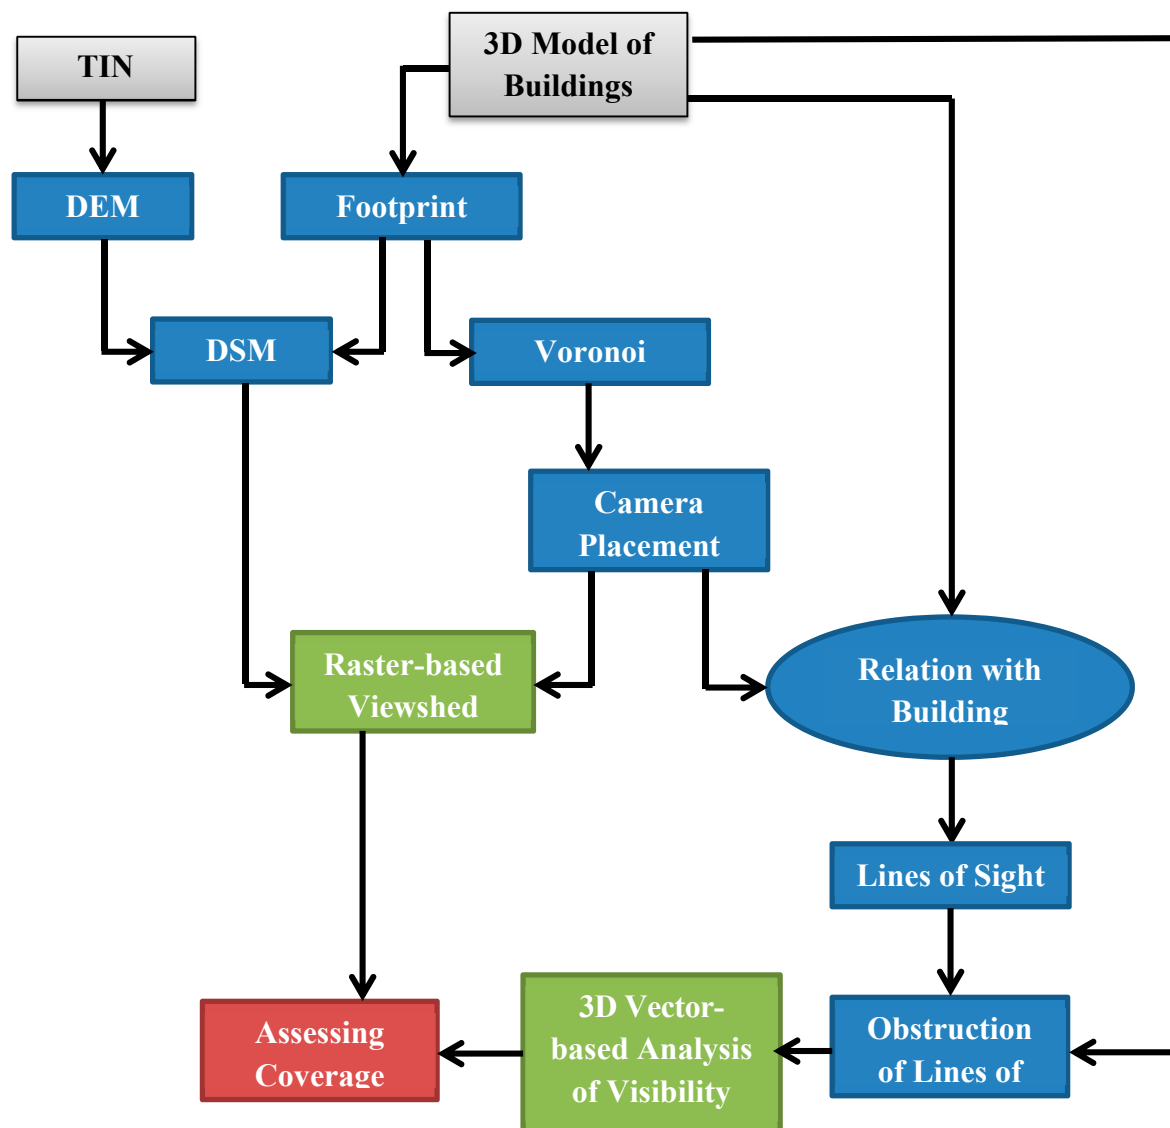 TIN
3D Model of
Buildings
DEM
Footprint
DSM
Voronoi
Camera
Placement
Raster-based
Viewshed
Relation with
Building
Lines of Sight
Assessing
Coverage
3D Vector-
based Analysis
of Visibility
Obstruction
of Lines of